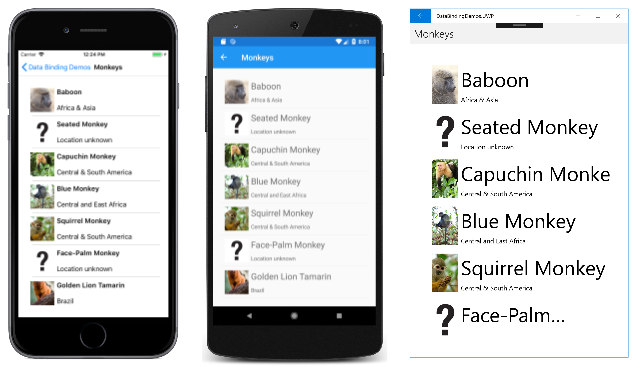 Carrier
12:24 PM
Data Binding Demos Monkeys
Baboon
Africa & Asia
Seated Monkey
Location unknown
Capuchin Monkey
Central & South America
Blue Monkey
Central and East Africa
Squirrel Monkey
Central & South America
Face-Palm Monkey
Location unknown
Golden Lion Tamarin
Brazil
8:01
Monkeys
Baboon
Africa & Asia
Seated Monkey
Location unknown
Capuchin Monkey
Central & South America
Blue Monkey
Central and East Africa
Squirrel Monkey
Central & South America
Face-Palm Monkey
Location unknown
Golden Lion Tamarin
Brazil
DataBindingDemos.UWP
Monkeys
Baboon
Africa & Asia
Seated Monkey
Location unknown
Capuchin Monke
Central & South America
Blue Monkey
Central and East Africa
Squirrel Monkey
Central & South America
Face-Palm...